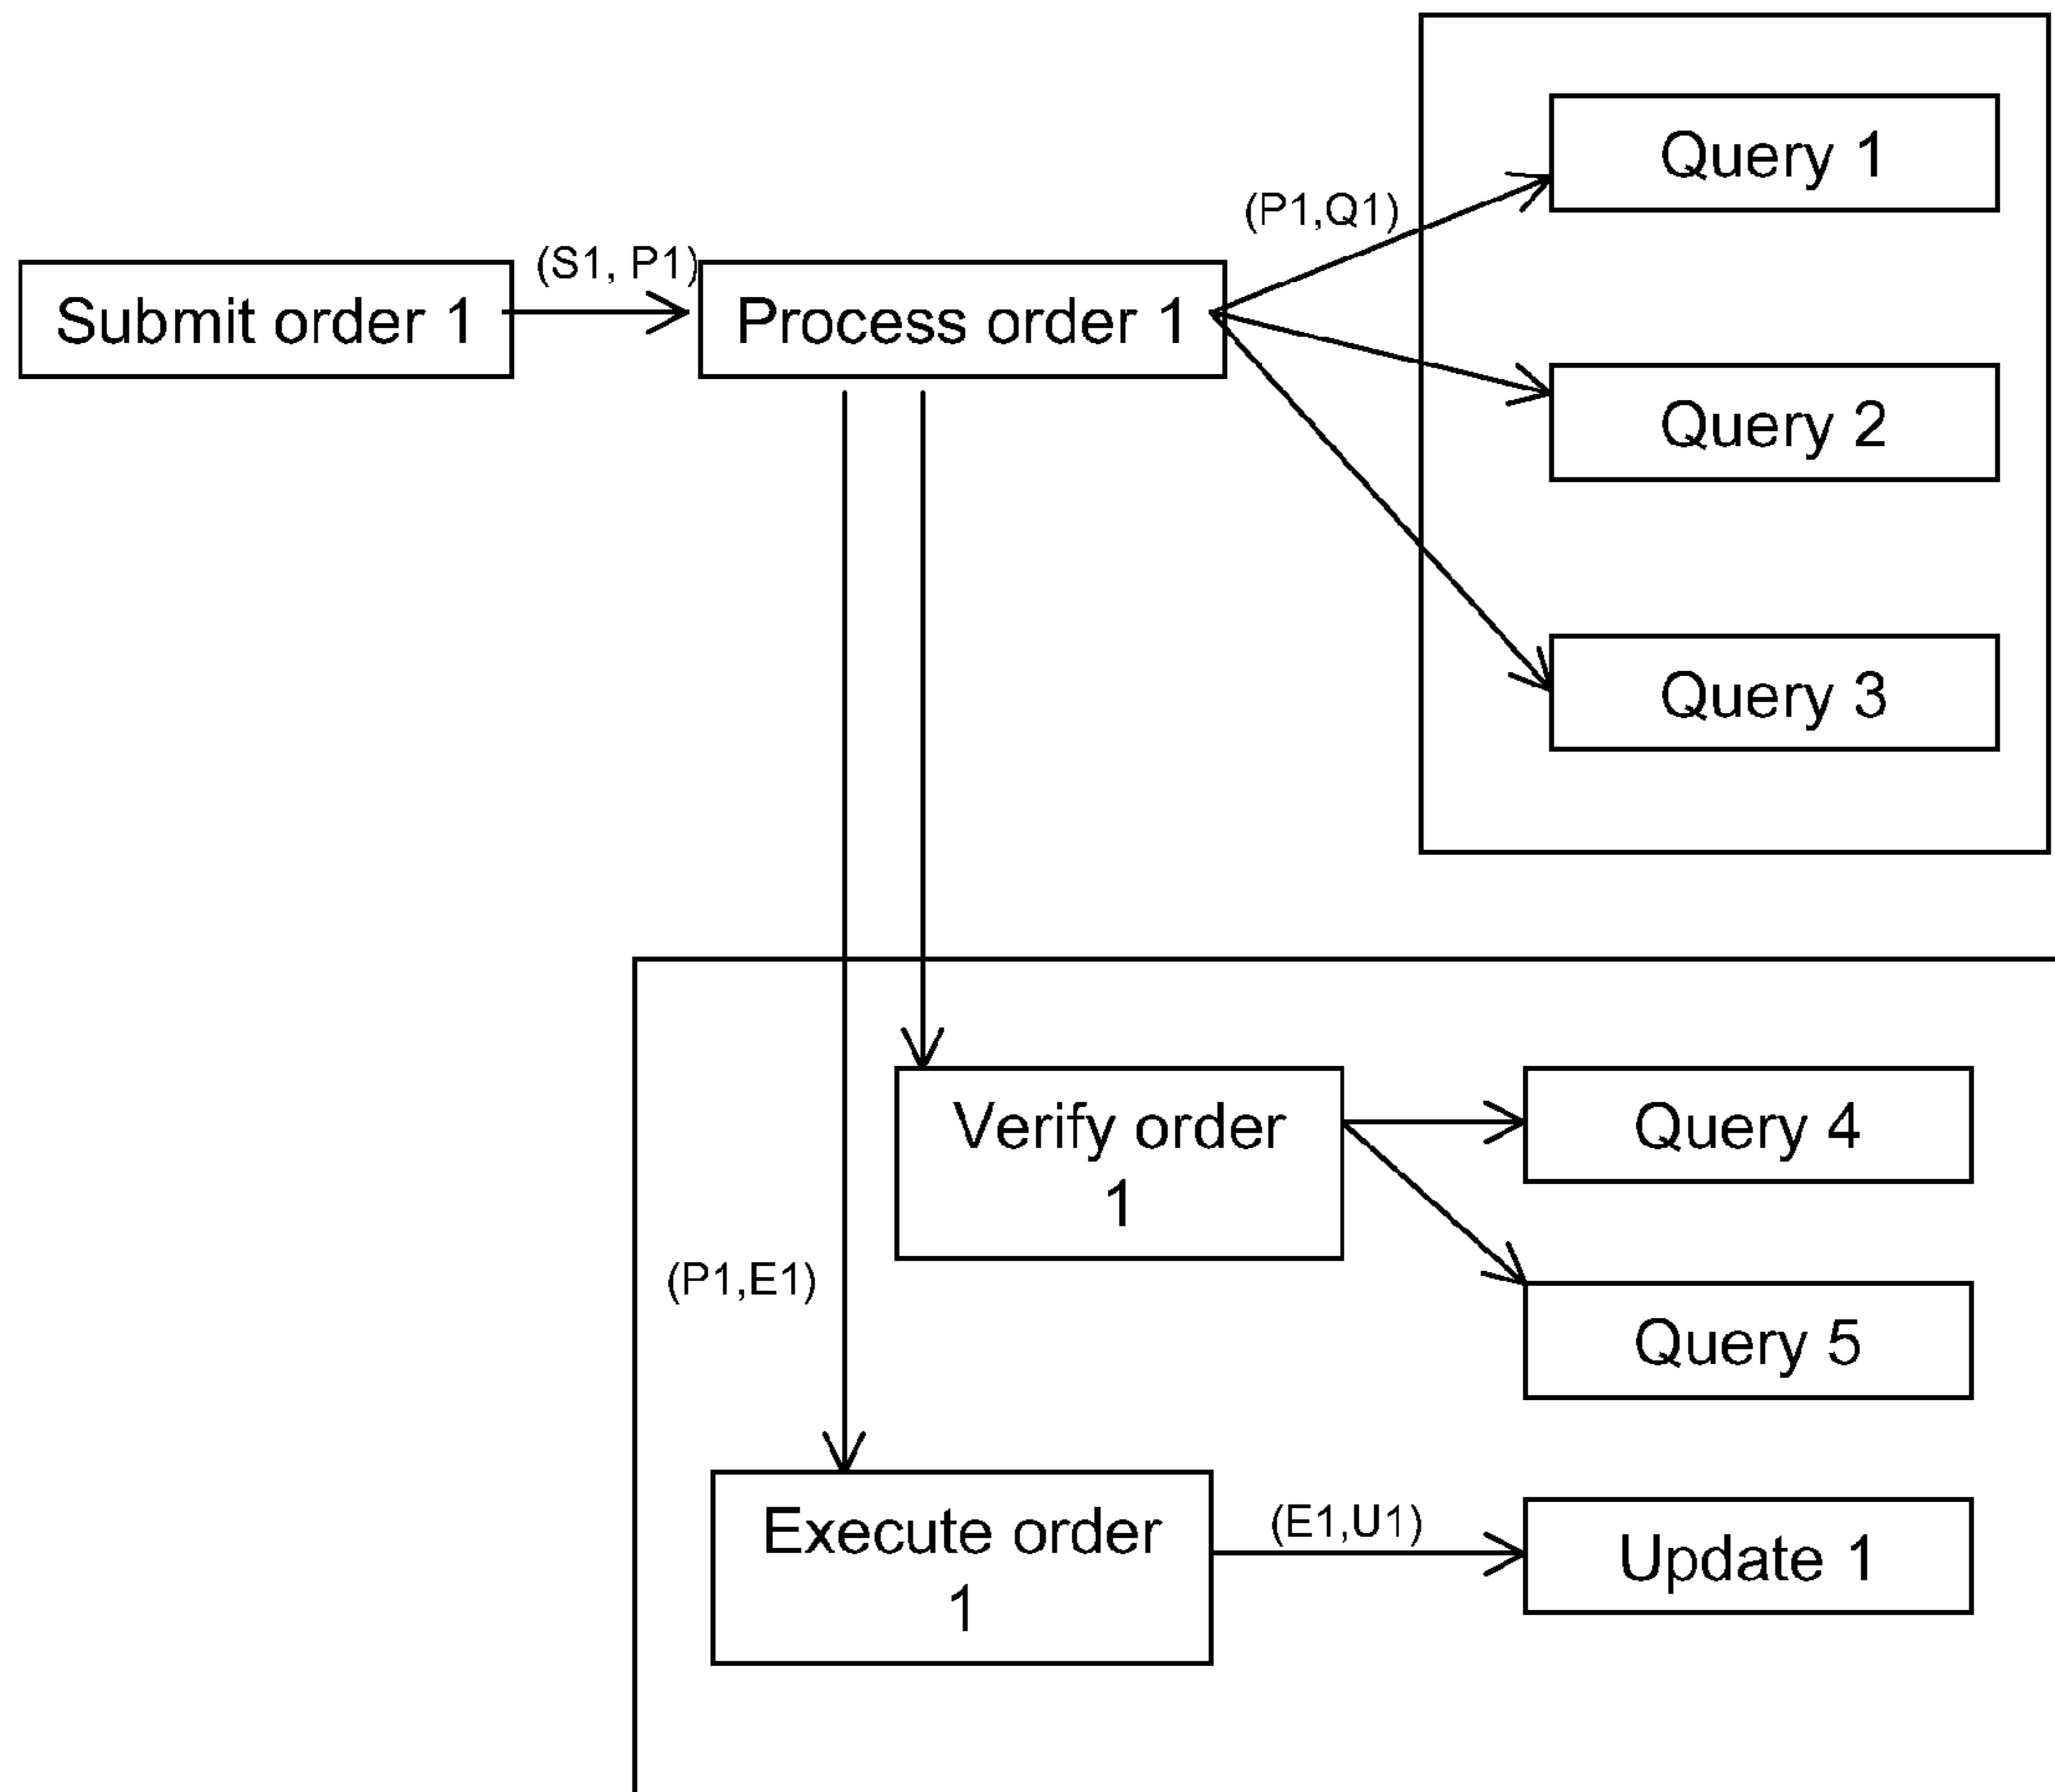 Query 1
(P1,Q1)
(S1, P1)
Submit order 1
Process order 1
Query 2
Query 3
Verify order
1
Query 4
(P1,E1)
Query 5
Execute order
1
(E1,U1)
Update 1